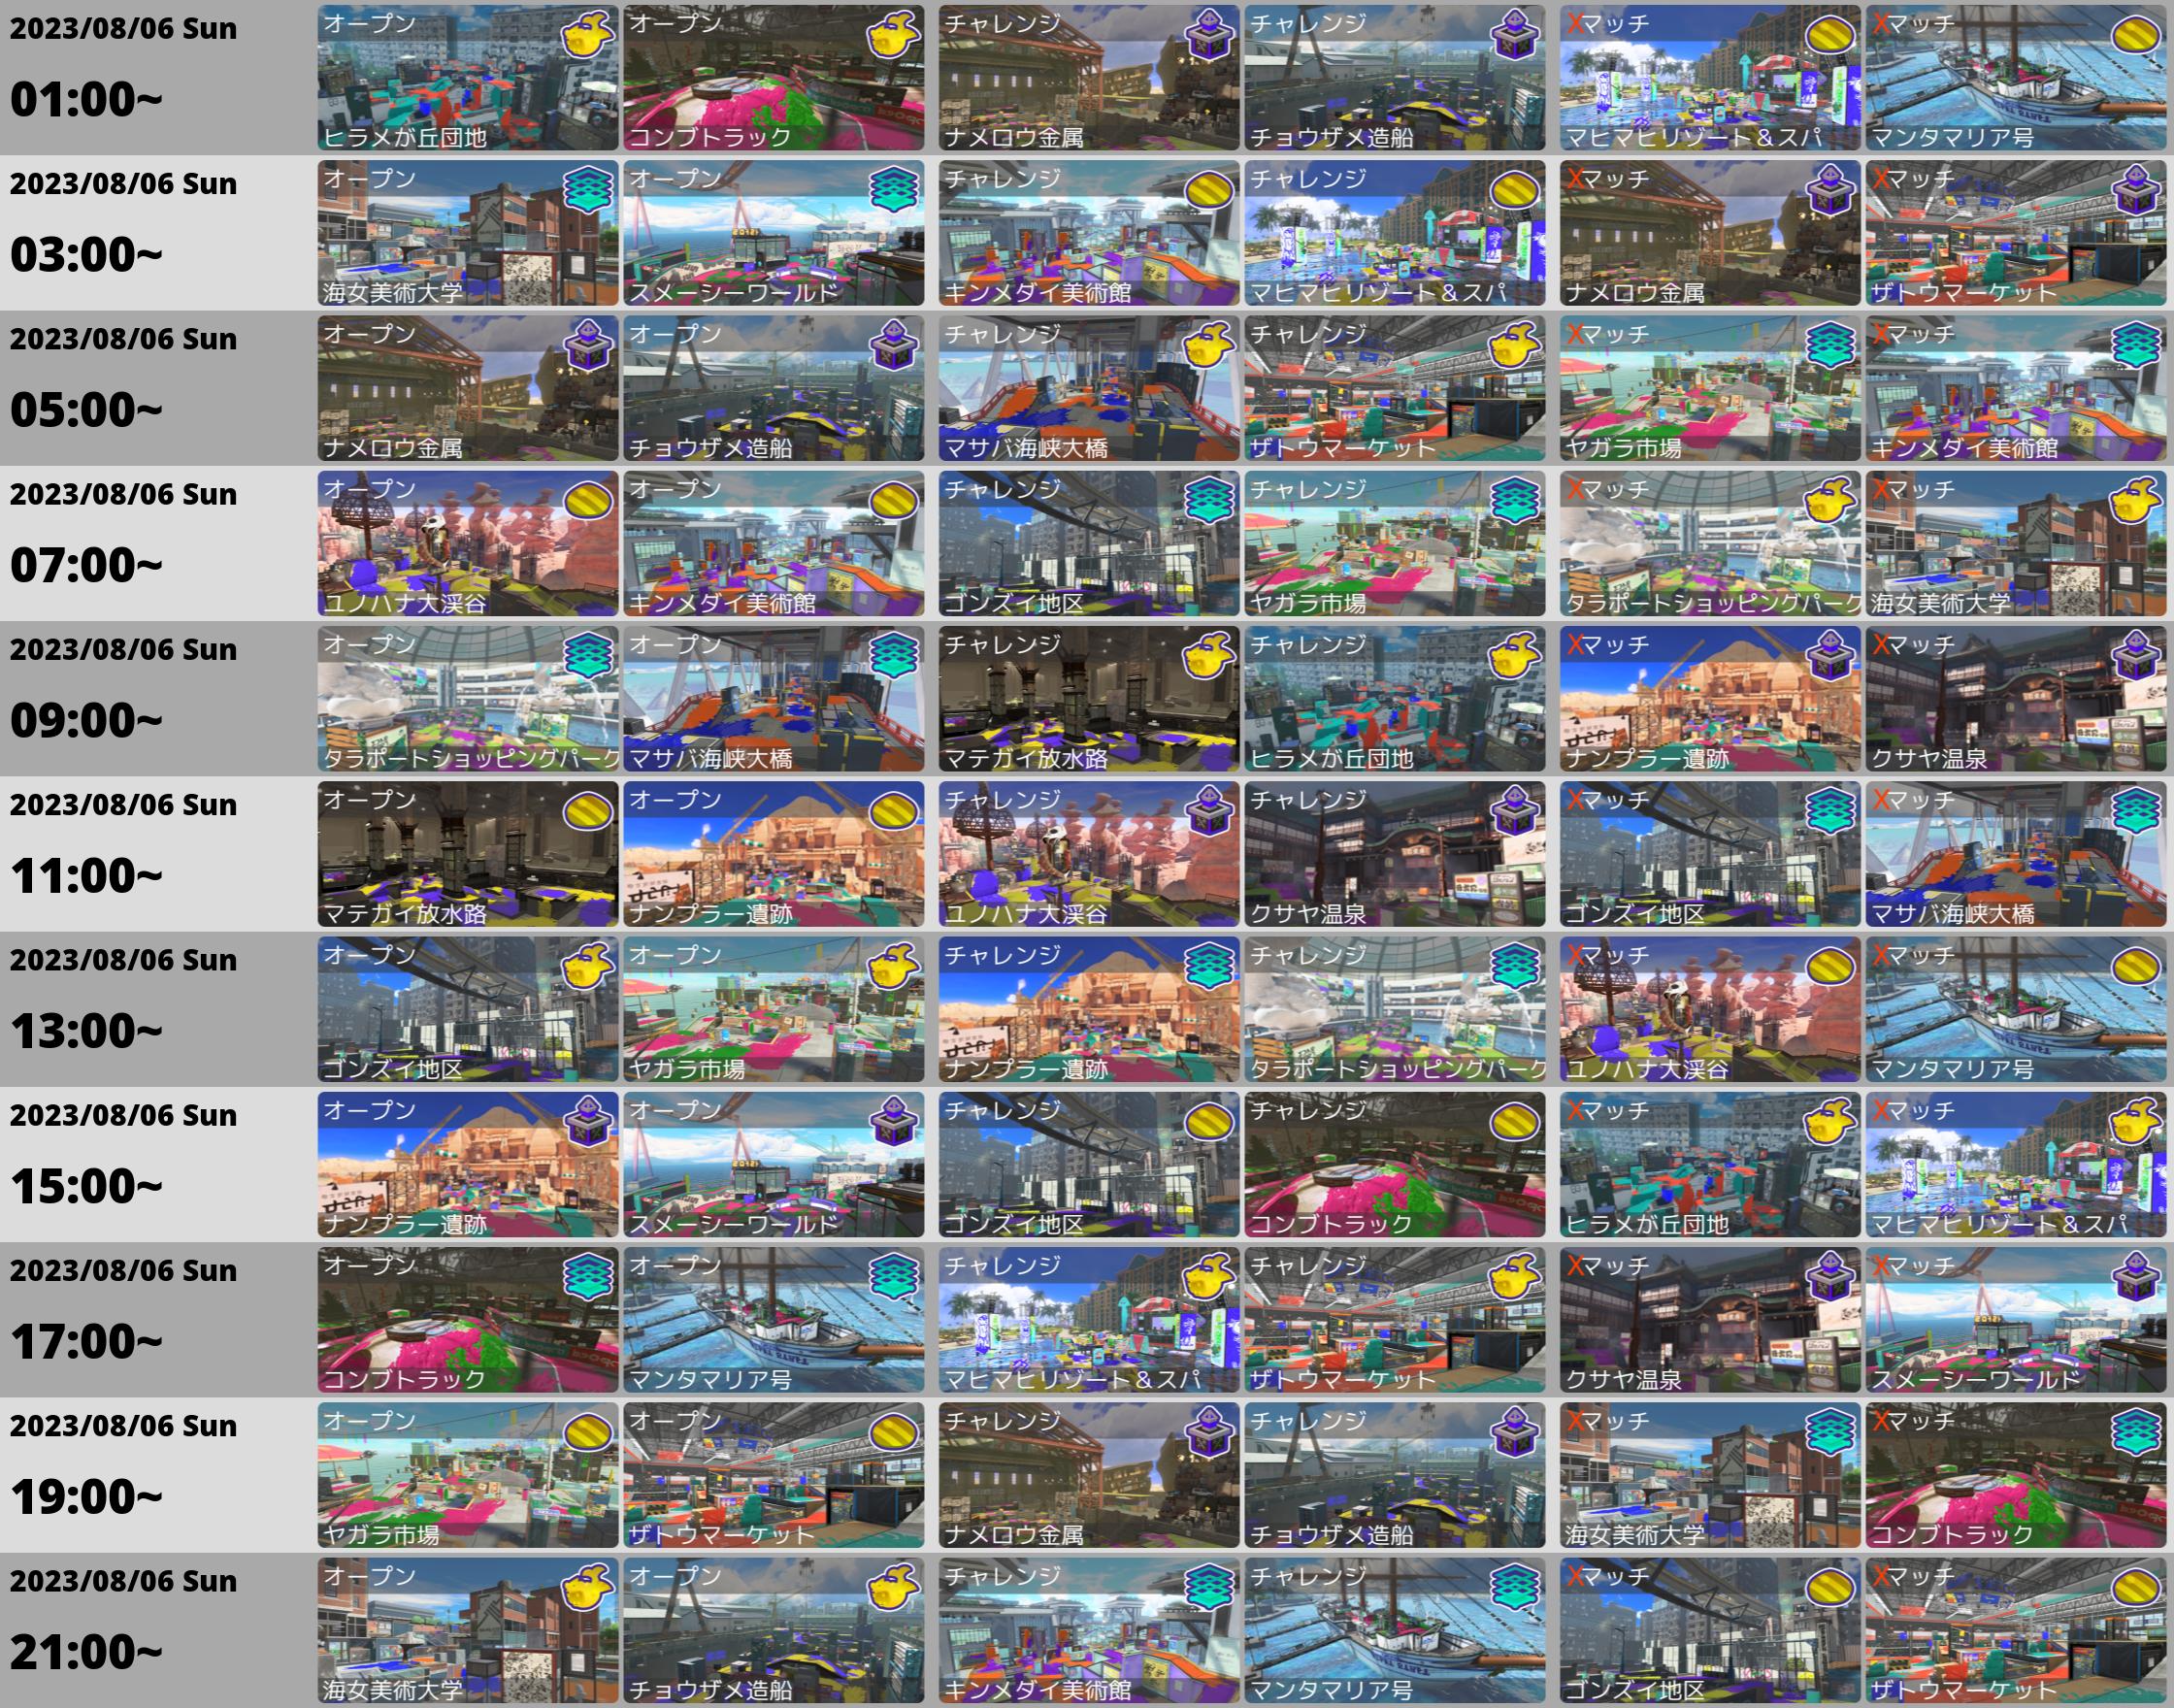 2023/08/06 Sun
01:00~
オープン
ヒラメが丘団地
オープン
コンブトラック
チャレンジ
ナメロウ金属
チャレンジ
チョウザメ造船
Xマッチ
マヒマヒリゾート＆スパ
Xマッチ
マンタマリア号
2023/08/06 Sun
03:00~
オープン
海女美術大学
オープン
スメーシーワールド
チャレンジ
キンメダイ美術館
チャレンジ
マヒマヒリゾート＆スパ
Xマッチ
ナメロウ金属
Xマッチ
ザトウマーケット
2023/08/06 Sun
05:00~
オープン
ナメロウ金属
オープン
チョウザメ造船
チャレンジ
マサバ海峡大橋
チャレンジ
ザトウマーケット
Xマッチ
ヤガラ市場
Xマッチ
キンメダイ美術館
2023/08/06 Sun
07:00~
オープン
ユノハナ大渓谷
オープン
キンメダイ美術館
チャレンジ
ゴンズイ地区
チャレンジ
ヤガラ市場
Xマッチ
タラポートショッピングパーク
Xマッチ
海女美術大学
2023/08/06 Sun
09:00~
オープン
タラポートショッピングパーク
オープン
マサバ海峡大橋
チャレンジ
マテガイ放水路
チャレンジ
ヒラメが丘団地
Xマッチ
ナンプラー遺跡
Xマッチ
クサヤ温泉
2023/08/06 Sun
11:00~
オープン
マテガイ放水路
オープン
ナンプラー遺跡
チャレンジ
ユノハナ大渓谷
チャレンジ
クサヤ温泉
Xマッチ
ゴンズイ地区
Xマッチ
マサバ海峡大橋
2023/08/06 Sun
13:00~
オープン
ゴンズイ地区
オープン
ヤガラ市場
チャレンジ
ナンプラー遺跡
チャレンジ
タラポートショッピングパーク
Xマッチ
ユノハナ大渓谷
Xマッチ
マンタマリア号
2023/08/06 Sun
15:00~
オープン
ナンプラー遺跡
オープン
スメーシーワールド
チャレンジ
ゴンズイ地区
チャレンジ
コンブトラック
Xマッチ
ヒラメが丘団地
Xマッチ
マヒマヒリゾート＆スパ
2023/08/06 Sun
17:00~
オープン
コンブトラック
オープン
マンタマリア号
チャレンジ
マヒマヒリゾート＆スパ
チャレンジ
ザトウマーケット
Xマッチ
クサヤ温泉
Xマッチ
スメーシーワールド
2023/08/06 Sun
19:00~
オープン
ヤガラ市場
オープン
ザトウマーケット
チャレンジ
ナメロウ金属
チャレンジ
チョウザメ造船
Xマッチ
海女美術大学
Xマッチ
コンブトラック
2023/08/06 Sun
21:00~
オープン
海女美術大学
オープン
チョウザメ造船
チャレンジ
キンメダイ美術館
チャレンジ
マンタマリア号
Xマッチ
ゴンズイ地区
Xマッチ
ザトウマーケット